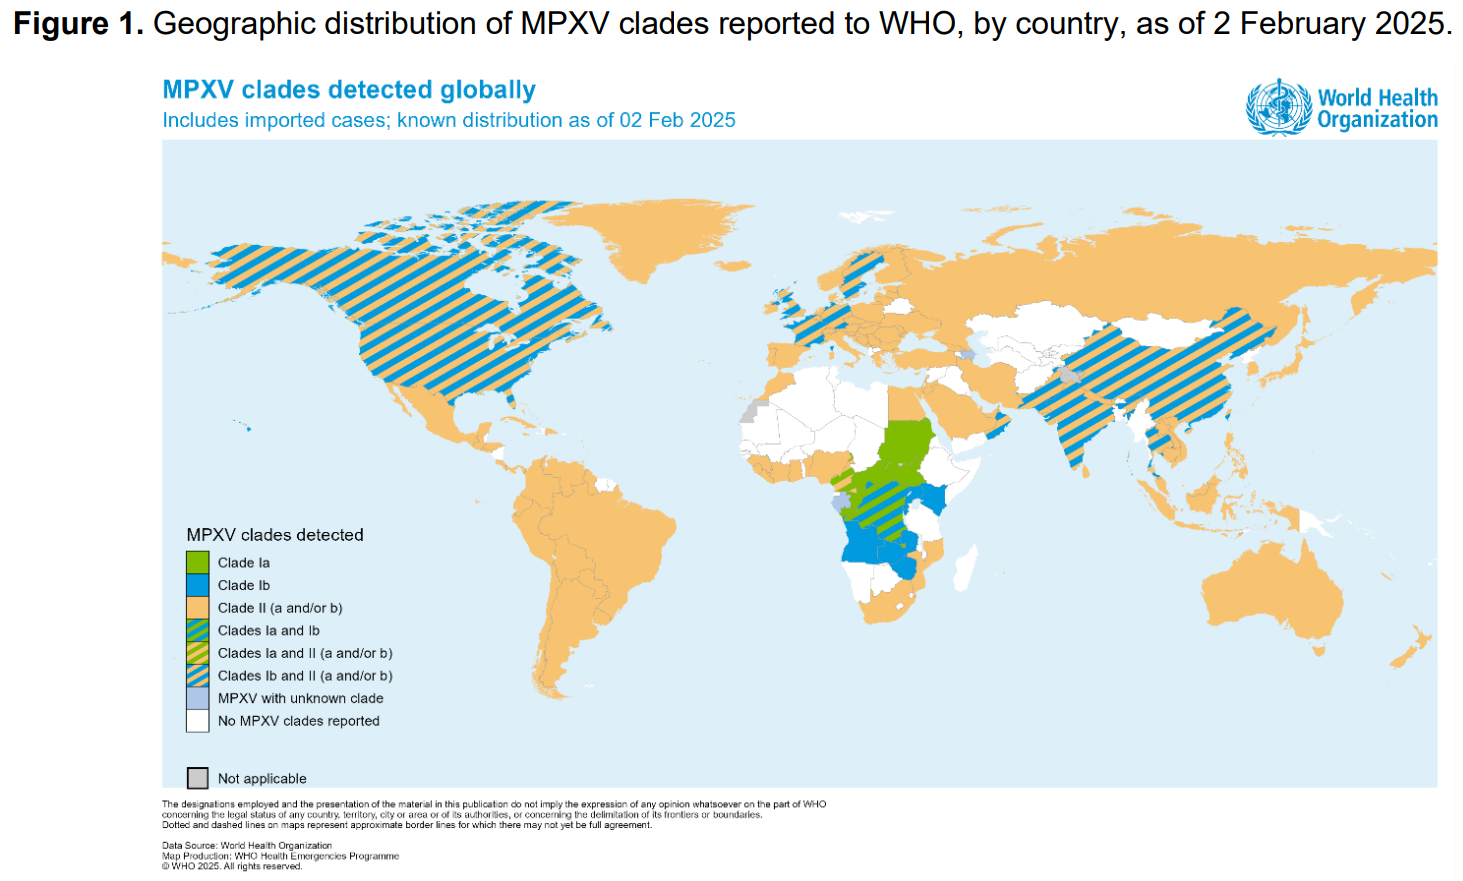 Figure 1. Geographic distribution of MPXV clades reported to WHO, by country, as of 2 February 2025.
MPXV clades detected globally
Includes imported cases; known distribution as of 02 Feb 2025
World Health
Organization
MPXV clades detected
Clade Ia
Clade Ib
Clade II (a and/or b)
Clades Ia and Ib
Clades Ia and II (a and/or b)
Clades Ib and II (a and/or b)
MPXV with unknown clade
No MPXV clades reported
Not applicable
The designations employed and the presentation of the material in this publication do not imply the expression of any opinion whatsoever on the part of WHO
concerning the legal status of any country, territory, city or area or of its authorities, or concerning the delimitation of its frontiers or boundaries.
Dotted and dashed lines on maps represent approximate border lines for which there may not yet be full agreement.
Data Source: World Health Organization
Map Production: WHO Health Emergencies Programme
© WHO 2025. All rights reserved.